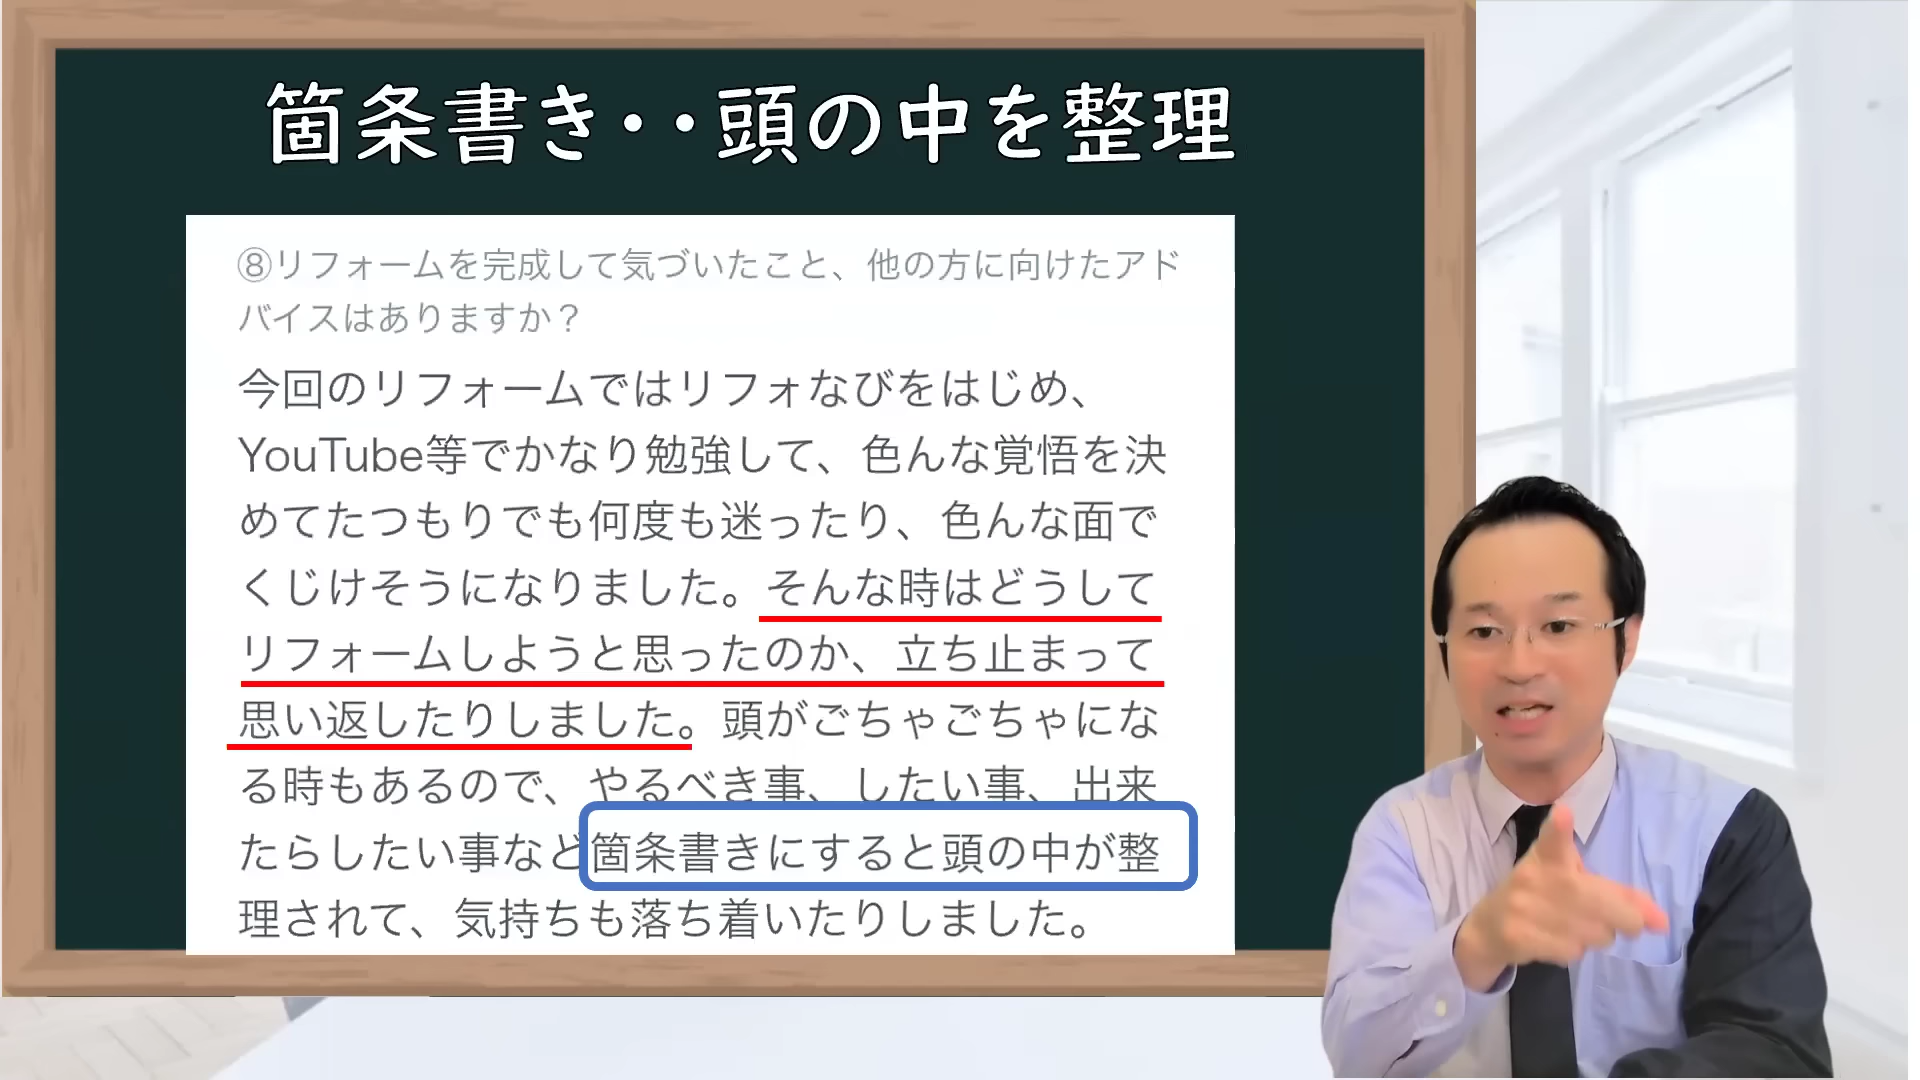 箇条書き・・頭の中を整理
⑧リフォームを完成して気づいたこと、他の方に向けたアド
バイスはありますか？
今回のリフォームではリフォなびをはじめ、
YouTube等でかなり勉強して、色んな覚悟を決
めてたつもりでも何度も迷ったり、色んな面で
くじけそうになりました。そんな時はどうして
リフォームしようと思ったのか、立ち止まって
思い返したりしました。頭がごちゃごちゃにな
る時もあるので、やるべき事、したい事、出来
たらしたい事など箇条書きにすると頭の中が整
理されて、気持ちも落ち着いたりしました。